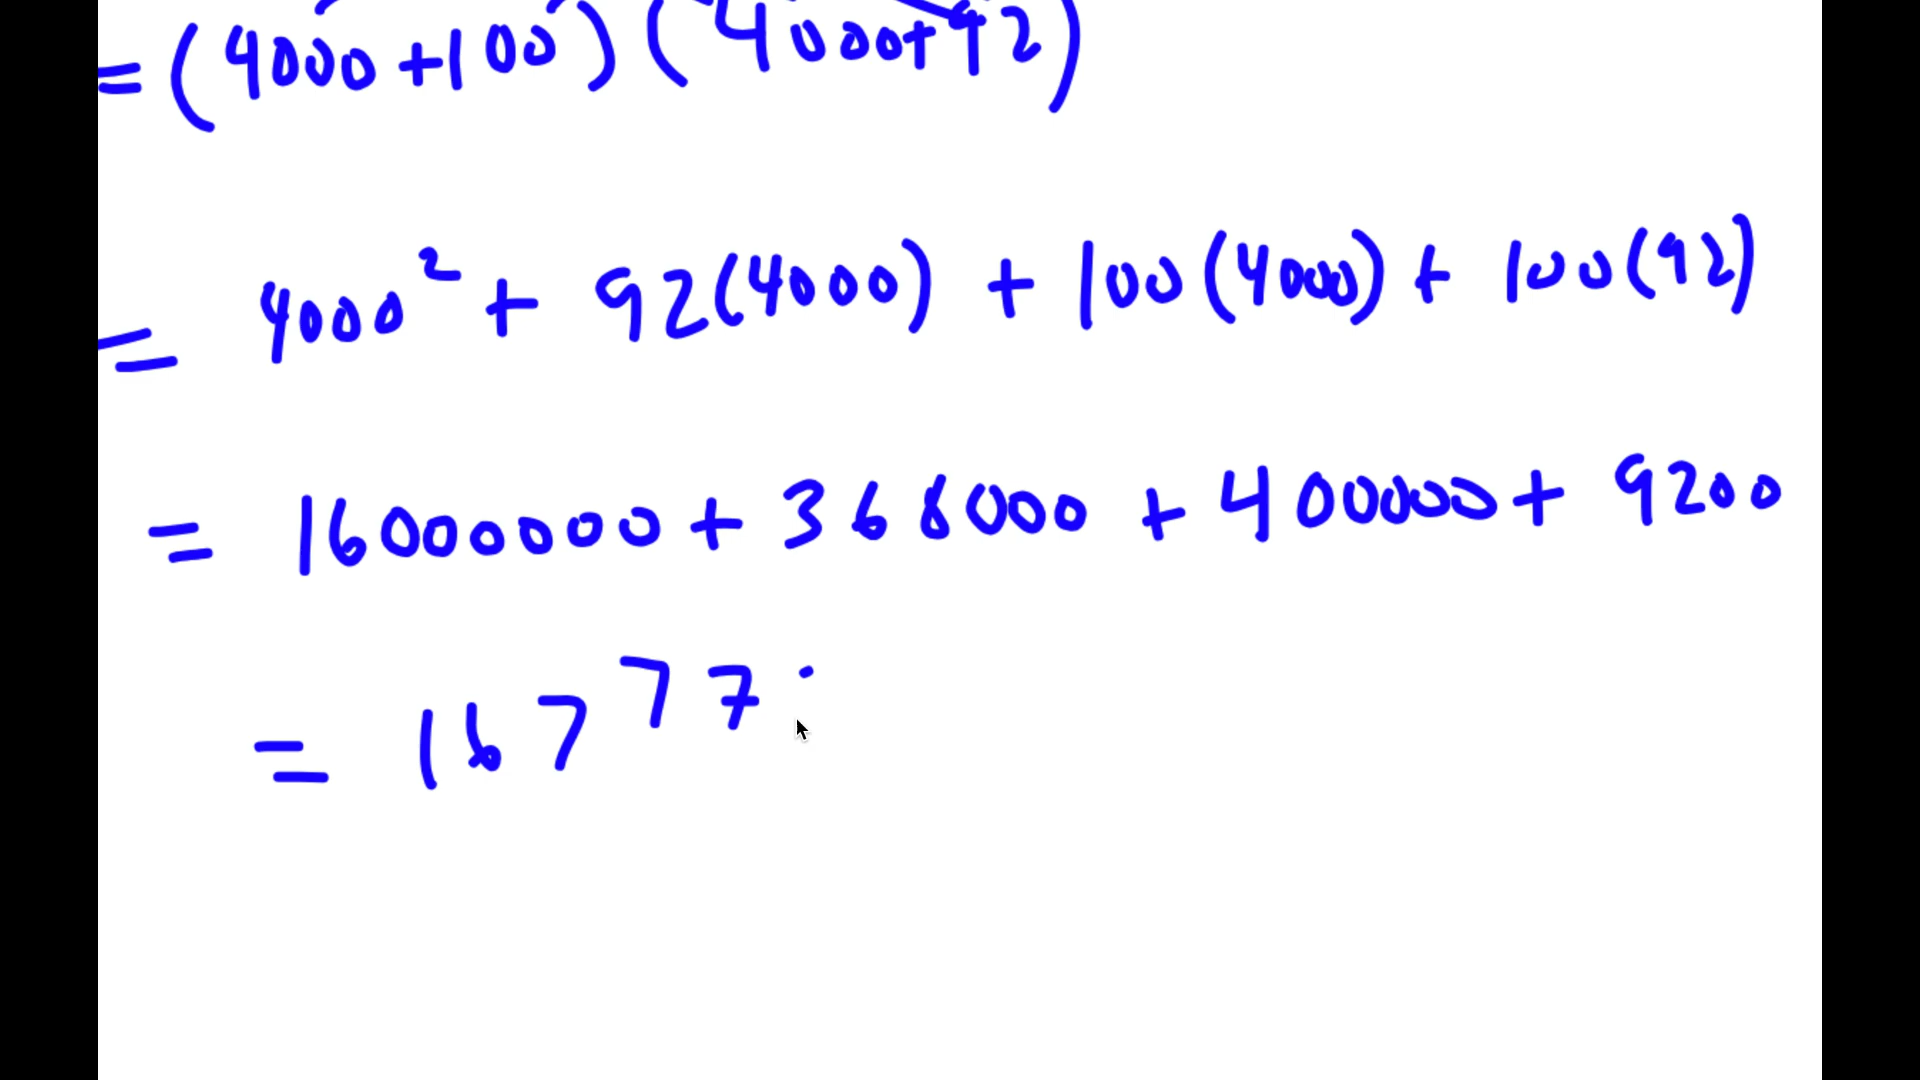 = (4000 + 100) (4000 + 92)
= 4000² + 92(4000) + 100(4000) + 100(92)
= 16000000 + 368000 + 400000 + 9200
= 16777